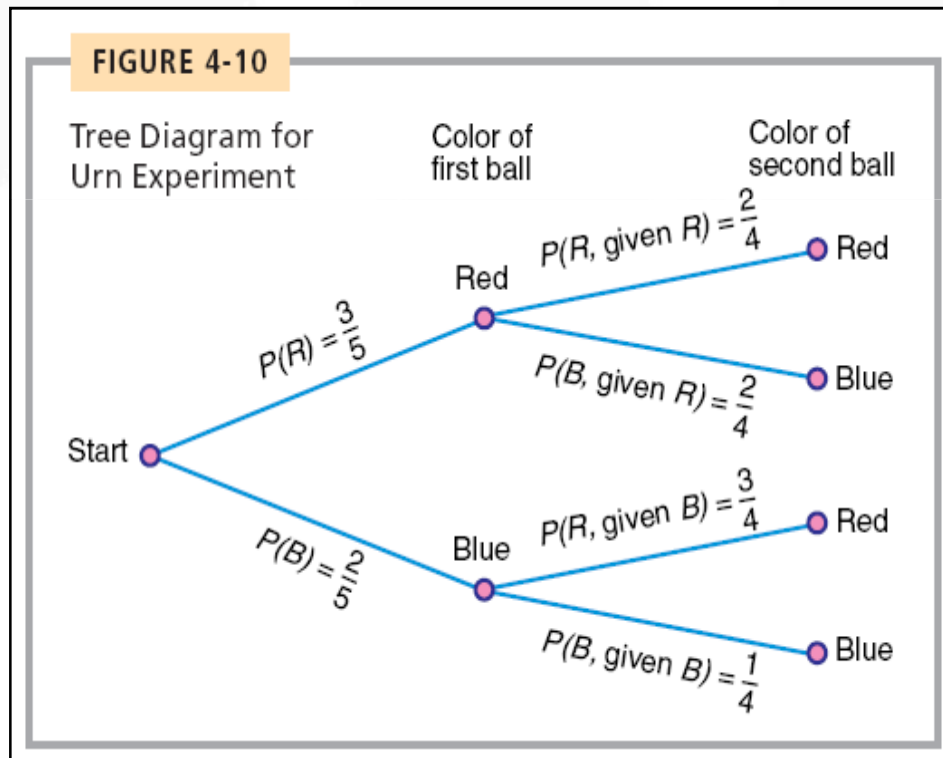 FIGURE 4-10
Tree Diagram for
Urn Experiment
Color of
first ball
Color of
second ball
Start
P(R) = 3/5
P(B) = 2/5
Red
P(R, given R) = 2/4
Red
P(B, given R) = 2/4
Blue
Blue
P(R, given B) = 3/4
Red
P(B, given B) = 1/4
Blue